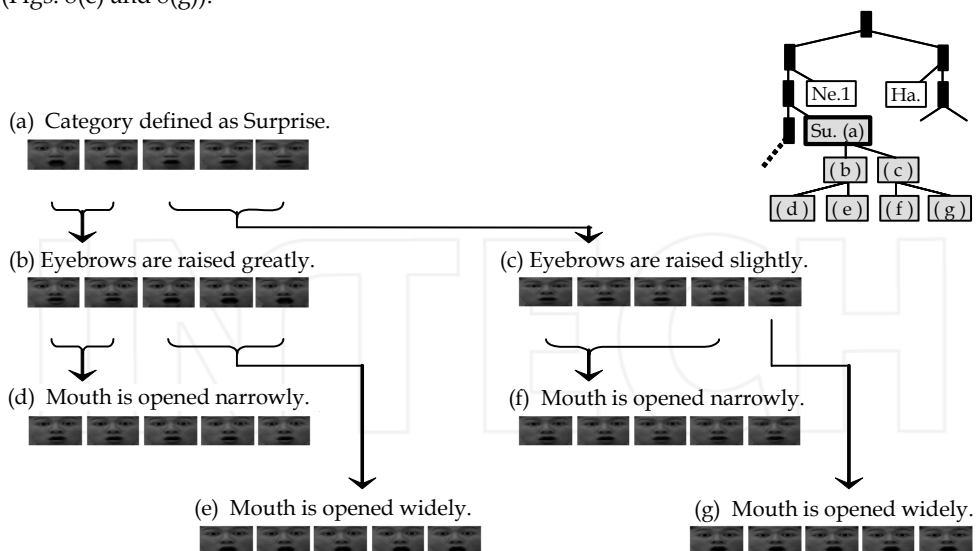 (Figs. 8(e) and 8(g)).
Ne.1
Ha.
(a) Category defined as Surprise.
Su. (a)
( b )
( c )
( d )
( e )
( f )
( g )
(b) Eyebrows are raised greatly.
(c) Eyebrows are raised slightly.
INTECH
(d) Mouth is opened narrowly.
(f) Mouth is opened narrowly.
(e) Mouth is opened widely.
(g) Mouth is opened widely.